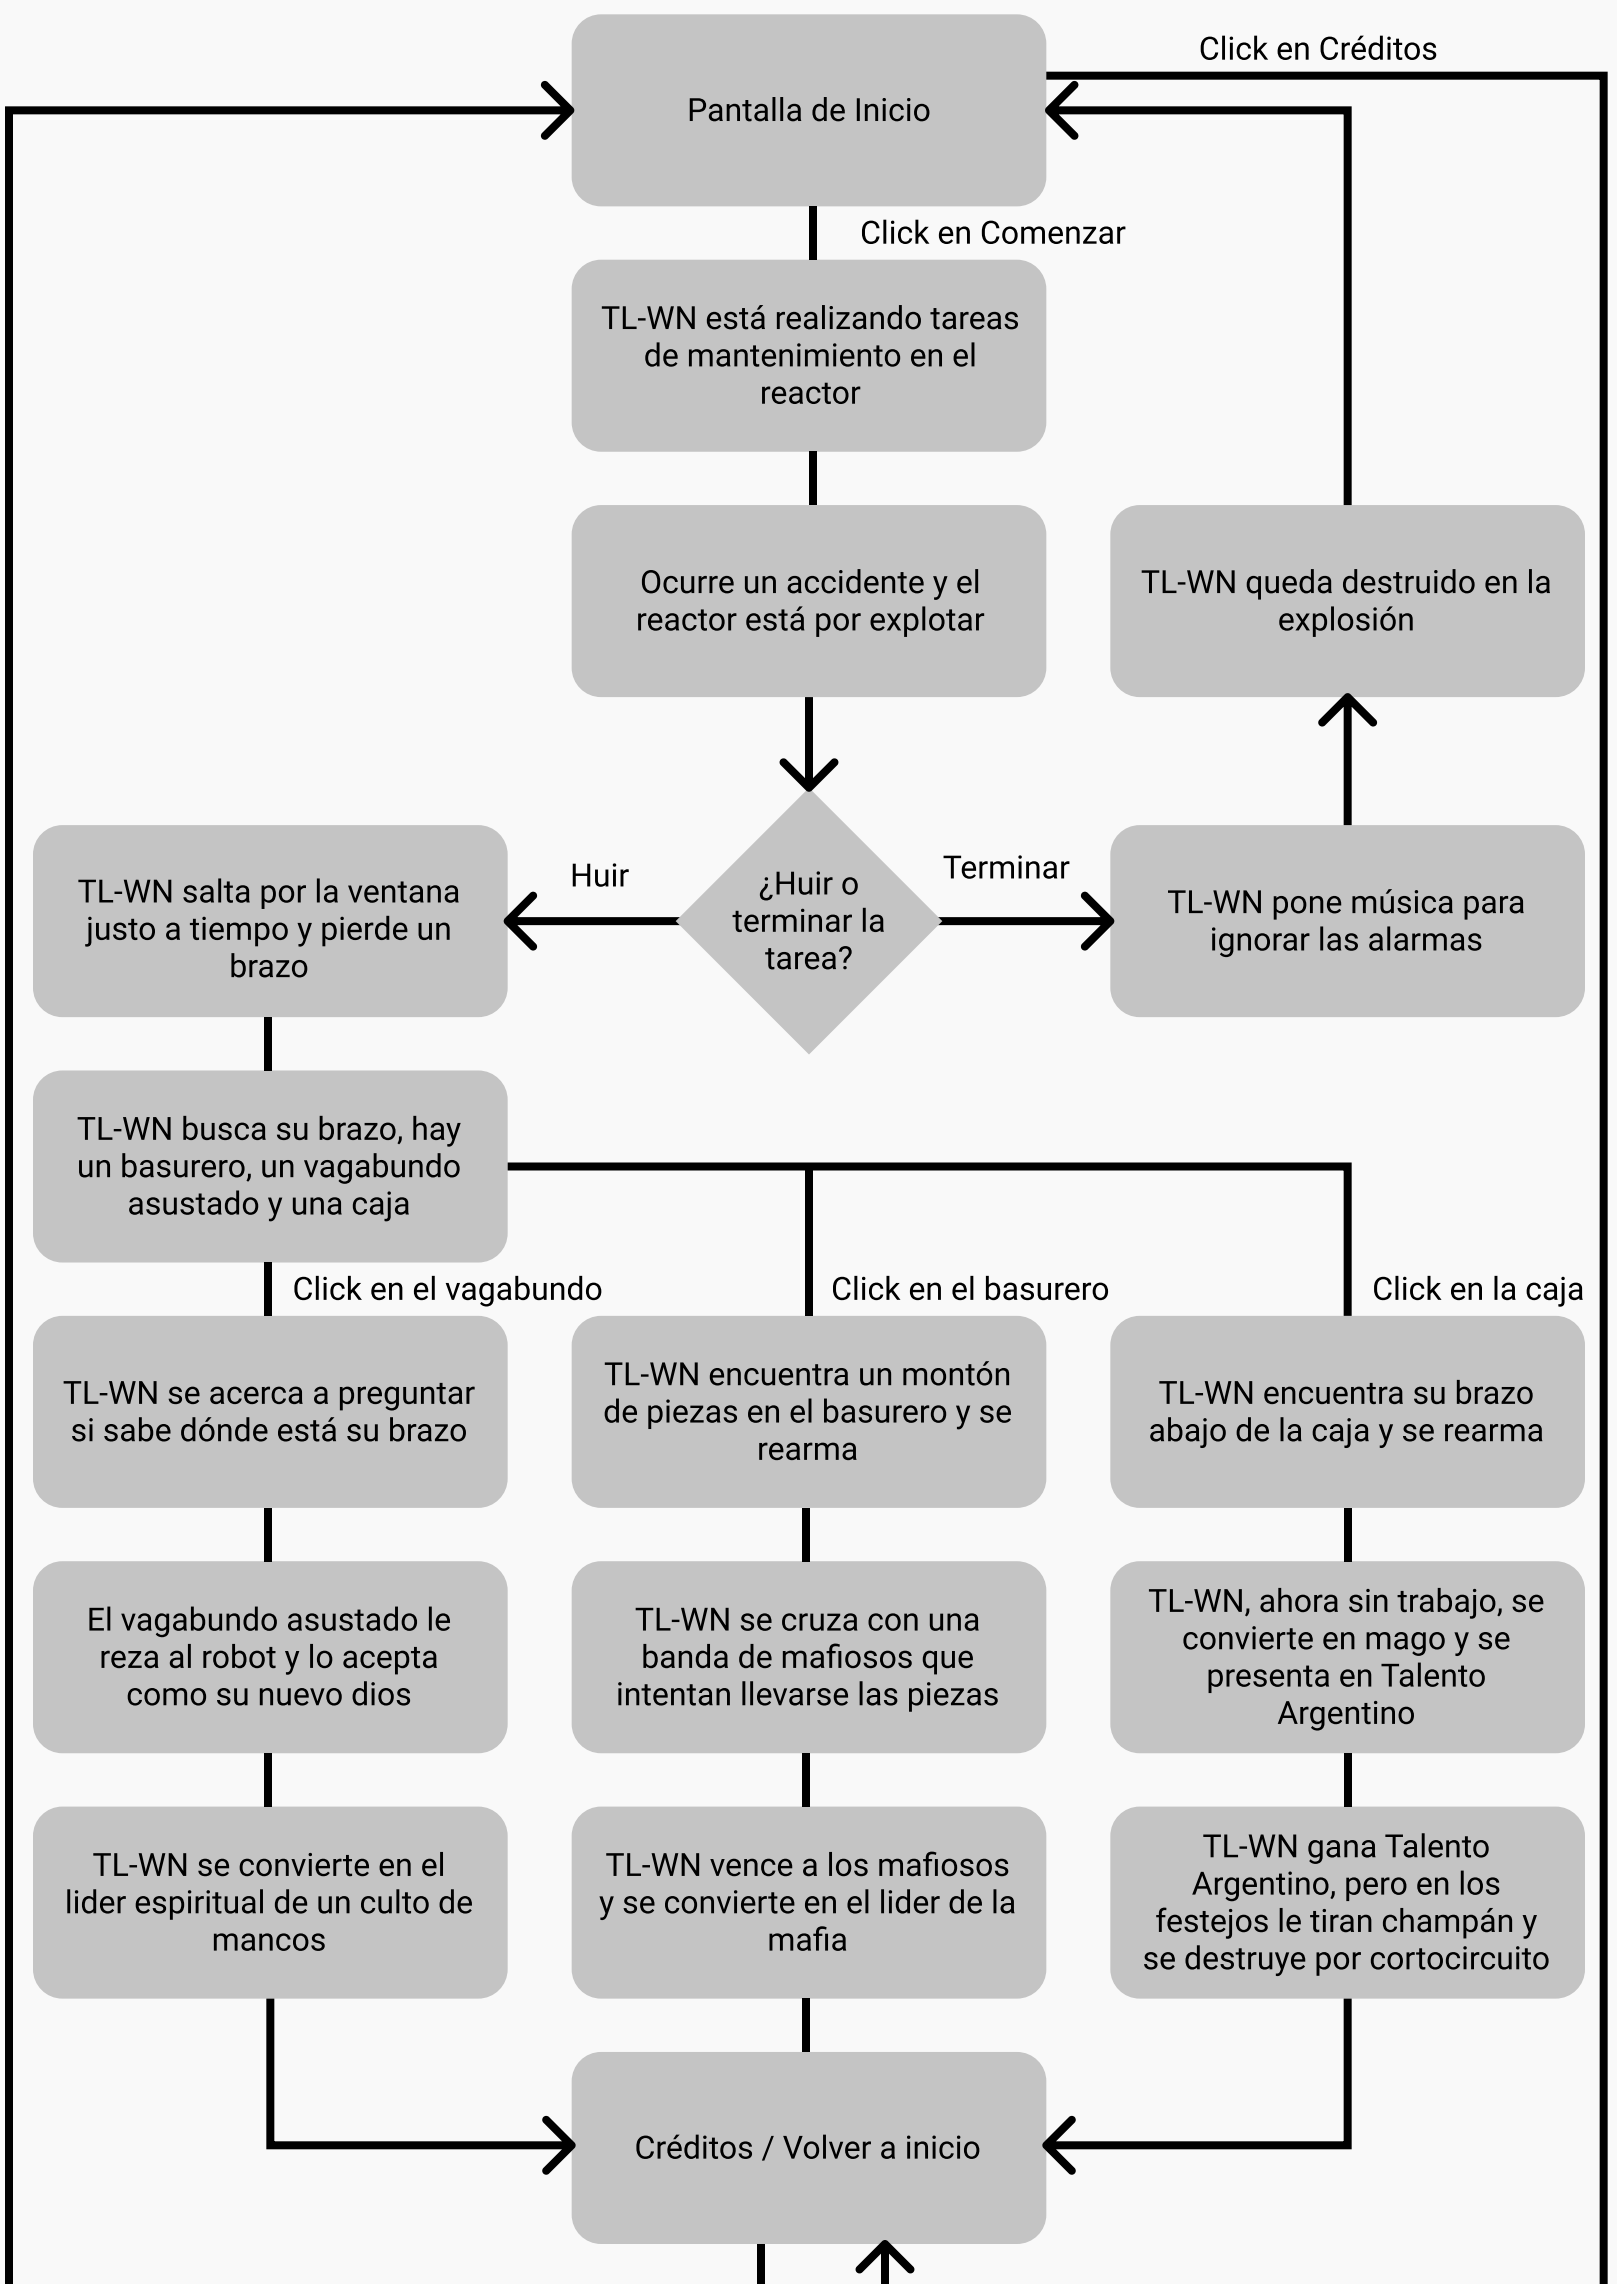 Click en Créditos
Pantalla de Inicio
Click en Comenzar
TL-WN está realizando tareas
de mantenimiento en el
reactor
Ocurre un accidente y el
reactor está por explotar
TL-WN queda destruido en la
explosión
Huir
¿Huir o
terminar la
tarea?
Terminar
TL-WN salta por la ventana
justo a tiempo y pierde un
brazo
TL-WN pone música para
ignorar las alarmas
TL-WN busca su brazo, hay
un basurero, un vagabundo
asustado y una caja
Click en el vagabundo
Click en el basurero
Click en la caja
TL-WN se acerca a preguntar
si sabe dónde está su brazo
TL-WN encuentra un montón
de piezas en el basurero y se
rearma
TL-WN encuentra su brazo
abajo de la caja y se rearma
El vagabundo asustado le
reza al robot y lo acepta
como su nuevo dios
TL-WN se cruza con una
banda de mafiosos que
intentan llevarse las piezas
TL-WN, ahora sin trabajo, se
convierte en mago y se
presenta en Talento
Argentino
TL-WN se convierte en el
lider espiritual de un culto de
mancos
TL-WN vence a los mafiosos
y se convierte en el lider de la
mafia
TL-WN gana Talento
Argentino, pero en los
festejos le tiran champán y
se destruye por cortocircuito
Créditos / Volver a inicio